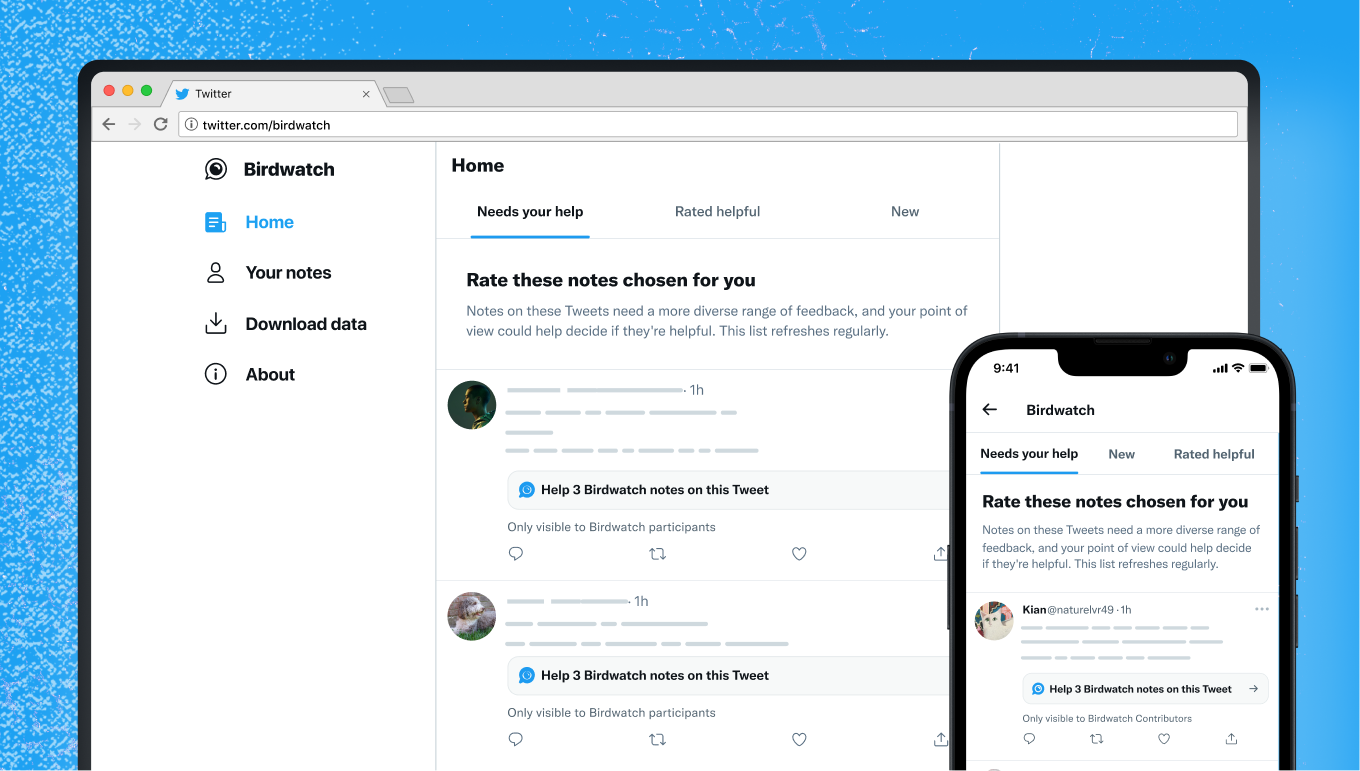 Twitter
twitter.com/birdwatch
Birdwatch
Home
Your notes
Download data
About
Home
Needs your help
Rated helpful
New
Rate these notes chosen for you
Notes on these Tweets need a more diverse range of feedback, and your point of
view could help decide if they're helpful. This list refreshes regularly.
· 1h
Help 3 Birdwatch notes on this Tweet
Only visible to Birdwatch participants
· 1h
Help 3 Birdwatch notes on this Tweet
Only visible to Birdwatch participants
9:41
Birdwatch
Needs your help
New
Rated helpful
Rate these notes chosen for you
Notes on these Tweets need a more diverse range of
feedback, and your point of view could help decide
if they're helpful. This list refreshes regularly.
Kian@naturelvr49 · 1h
Help 3 Birdwatch notes on this Tweet
Only visible to Birdwatch Contributors